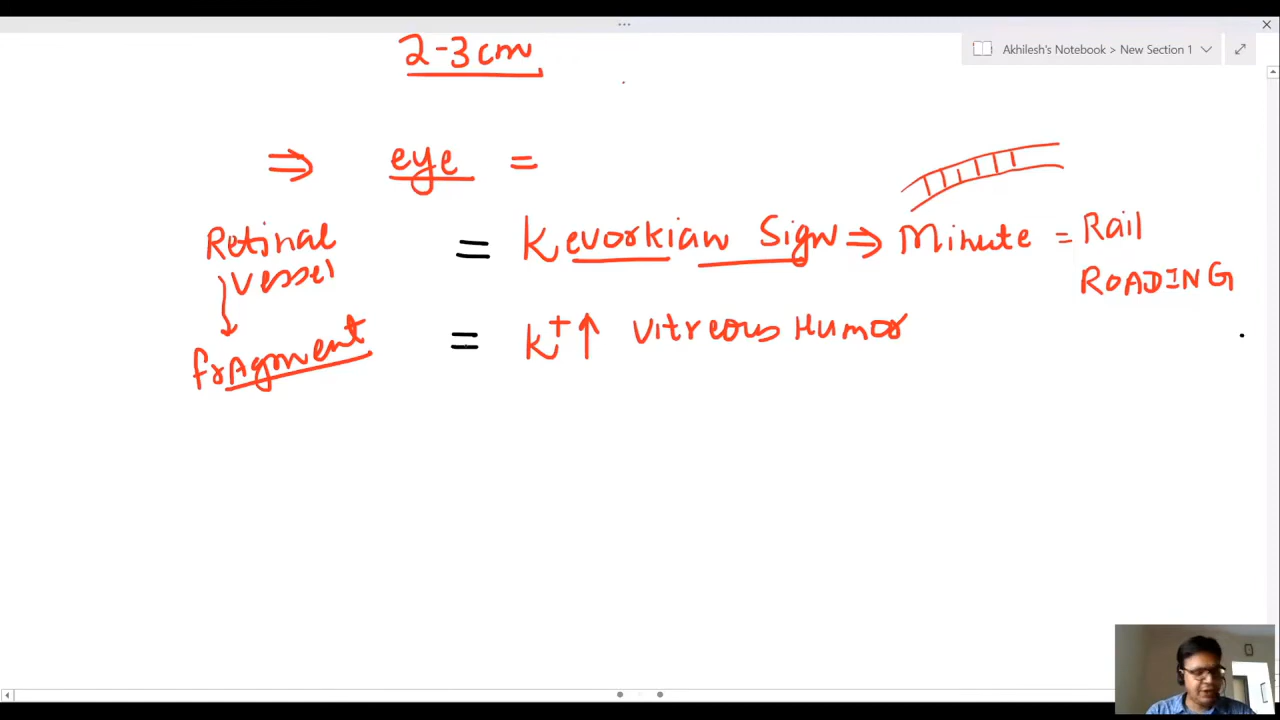 2-3cm
Akhilesh's Notebook > New Section 1
⇒ eye =
Retinal vessel = Kevorkian Sign ⇒ Minute = Rail ROADING
fragment = K+↑ Vitreous Humor